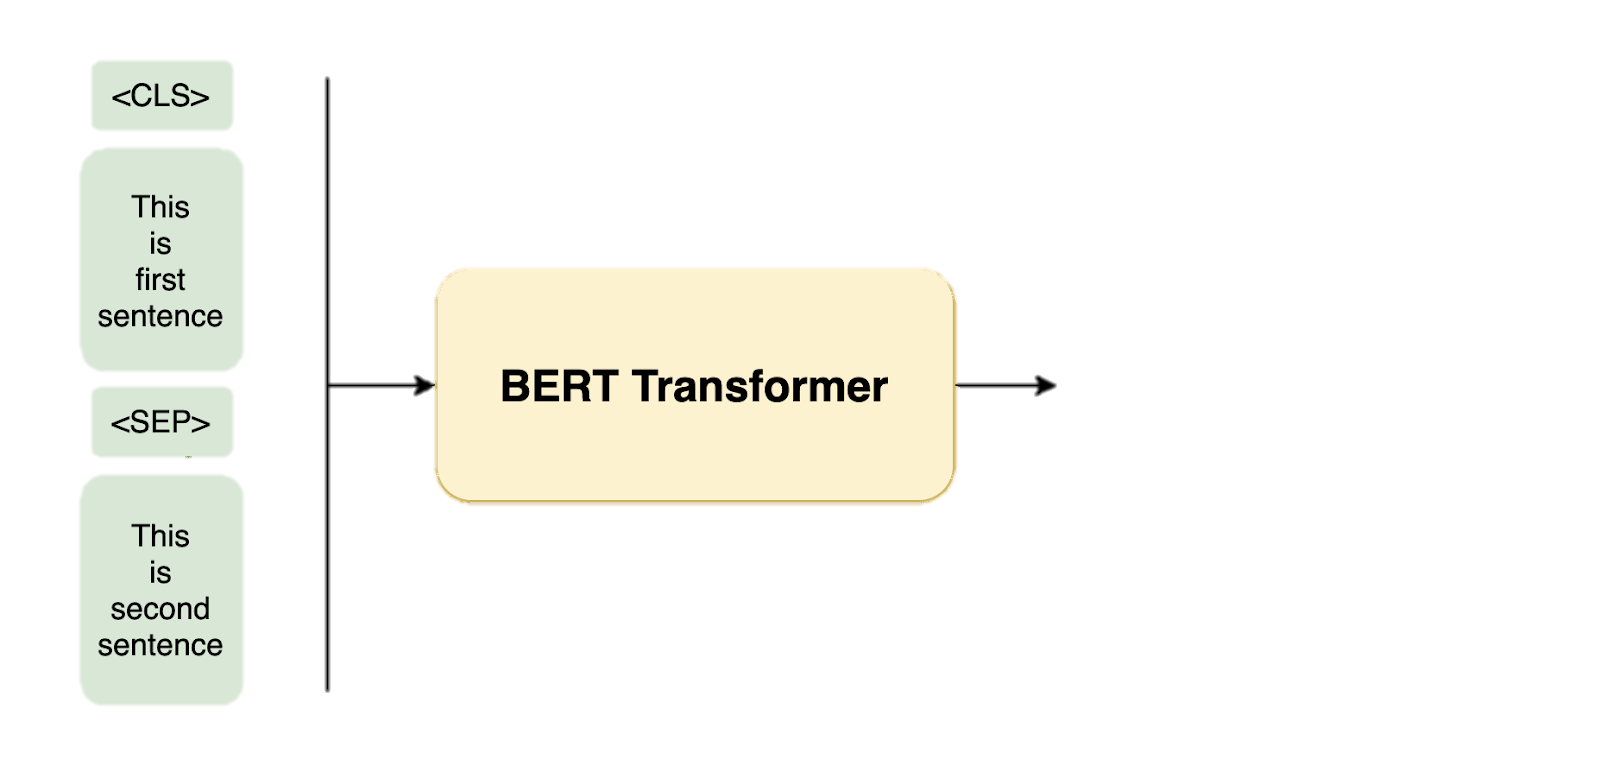 <CLS>
This
is
first
sentence
<SEP>
This
is
second
sentence
BERT Transformer